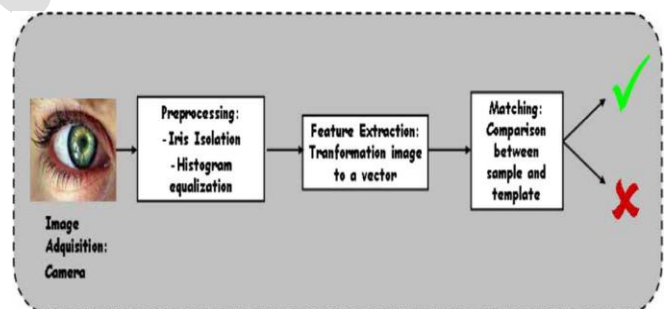 Image
Adquisition:
Camera
Preprocessing:
-Iris Isolation
-Histogram
equalization
Feature Extraction:
Tranformation image
to a vector
Matching:
Comparison
between
sample and
template